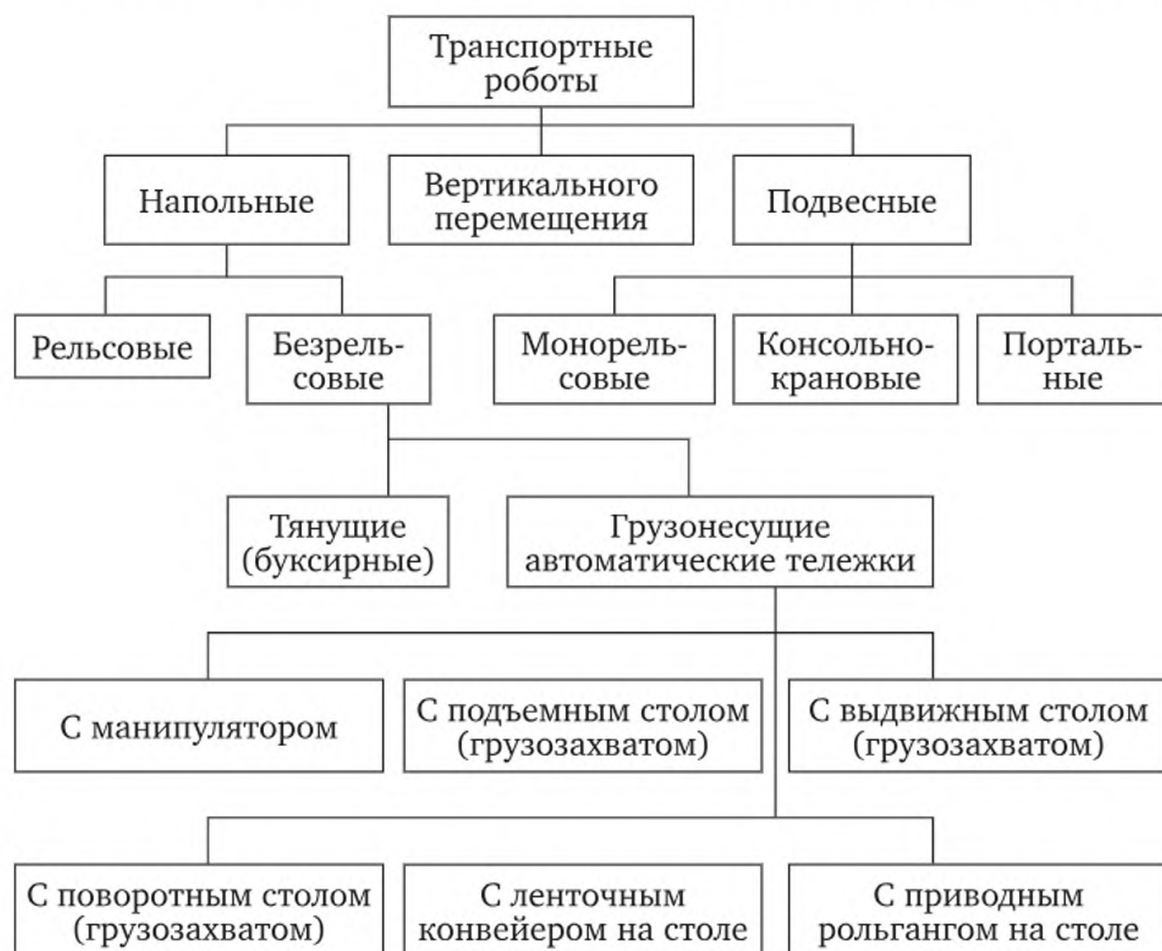 Транспортные
роботы
Напольные
Вертикального
перемещения
Подвесные
Рельсовые
Безрель-
совые
Монорель-
совые
Консольно-
крановые
Порталь-
ные
Тянущие
(буксирные)
Грузонесущие
автоматические тележки
С манипулятором
С подъемным столом
(грузозахватом)
С выдвижным столом
(грузозахватом)
С поворотным столом
(грузозахватом)
С ленточным
конвейером на столе
С приводным
рольгангом на столе